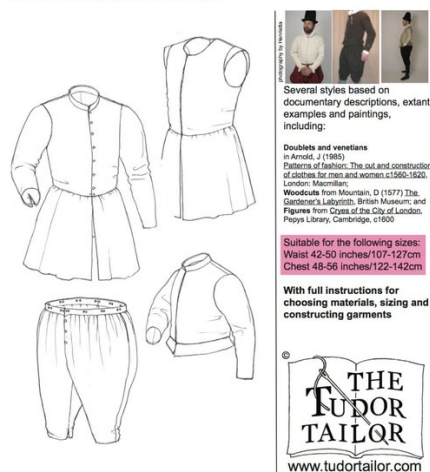 photography by Henrietta
Several styles based on
documentary descriptions, extant
examples and paintings,
including:
Doublets and venetians
in Arnold, J (1985)
Patterns of fashion: The cut and construction
of clothes for men and women c1560-1620,
London: Macmillan;
Woodcuts from Mountain, D (1577) The
Gardener's Labyrinth, British Museum; and
Figures from Cryes of the City of London,
Pepys Library, Cambridge, c1600
Suitable for the following sizes:
Waist 42-50 inches/107-127cm
Chest 48-56 inches/122-142cm
With full instructions for
choosing materials, sizing and
constructing garments
©
THE
TUDOR
TAILOR
www.tudortailor.com